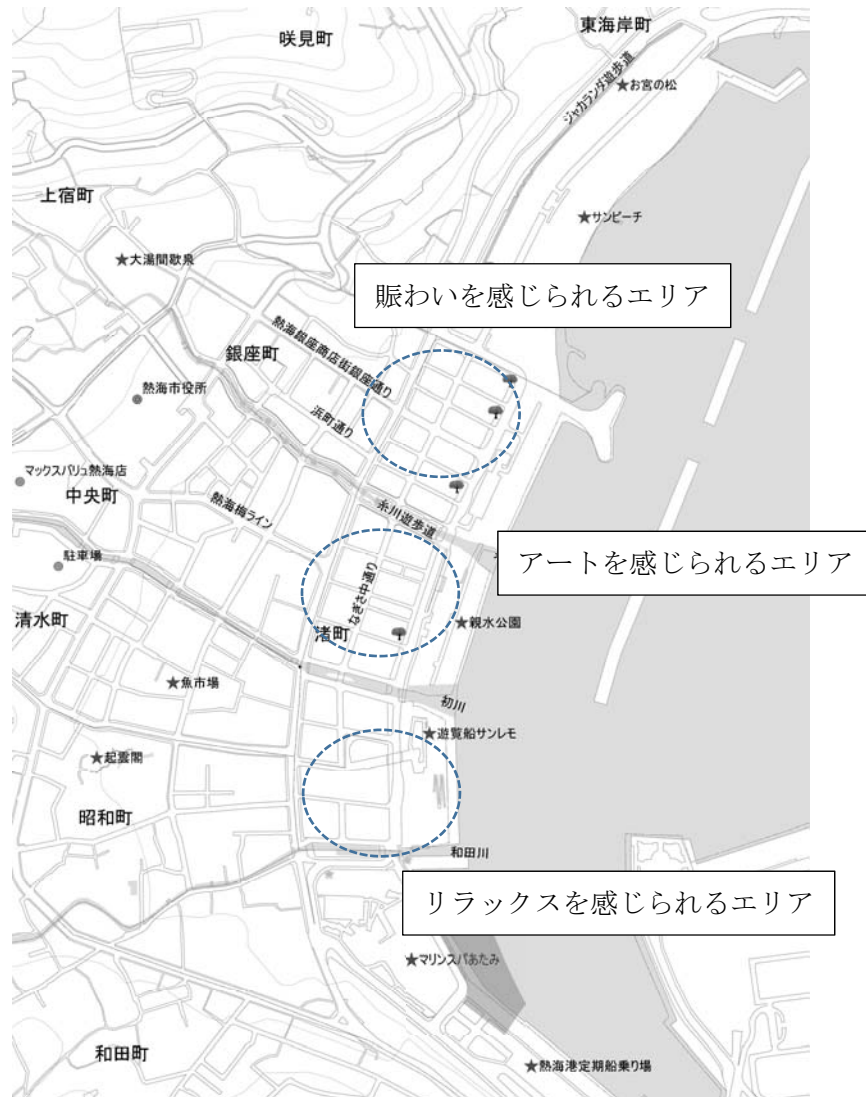 東海岸町
咲見町
★お宮の松
ジャカランダ遊歩道
上宿町
★サンビーチ
★大湯間歇泉
賑わいを感じられるエリア
熱海銀座商店街銀座通り
銀座町
熱海市役所
浜町通り
マックスバリュ熱海店
中央町
熱海梅ライン
糸川遊歩道
アートを感じられるエリア
駐車場
なぎさ中通り
清水町
渚町
★親水公園
★魚市場
初川
★遊覧船サンレモ
★起雲閣
昭和町
和田川
リラックスを感じられるエリア
★マリンスパあたみ
和田町
★熱海港定期船乗り場